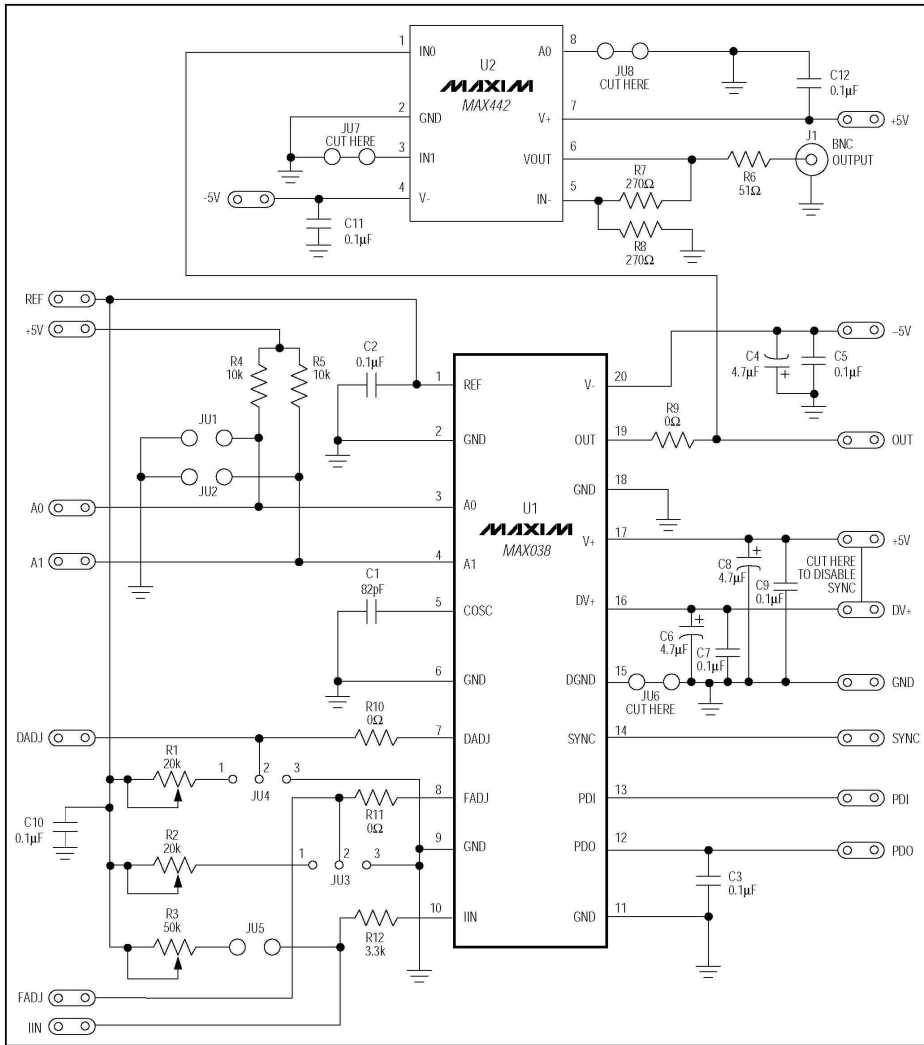 1
IN0
U2
MAXIM
MAX442
A0
8
JU8
CUT HERE
C12
0.1µF
2
GND
V+
7
+5V
JU7
CUT HERE
3
IN1
VOUT
6
J1
BNC
OUTPUT
R7
270Ω
R6
51Ω
-5V
4
V-
IN-
5
C11
0.1µF
R8
270Ω
REF
+5V
R4
10k
R5
10k
C2
0.1µF
1
REF
V-
20
C4
4.7µF
+
C5
0.1µF
–5V
JU1
2
GND
OUT
19
R9
0Ω
OUT
JU2
A0
3
A0
U1
MAXIM
MAX038
GND
18
A1
4
A1
V+
17
+5V
C8
4.7µF
+
C9
0.1µF
CUT HERE
TO DISABLE
SYNC
C1
82pF
5
COSC
DV+
16
DV+
C6
4.7µF
+
C7
0.1µF
6
GND
DGND
15
JU6
CUT HERE
GND
DADJ
R10
0Ω
7
DADJ
SYNC
14
SYNC
R1
20k
1
2
3
JU4
8
FADJ
PDI
13
PDI
R11
0Ω
C10
0.1µF
R2
20k
1
2
3
JU3
9
GND
PDO
12
PDO
C3
0.1µF
R3
50k
JU5
R12
3.3k
10
IIN
GND
11
FADJ
IIN